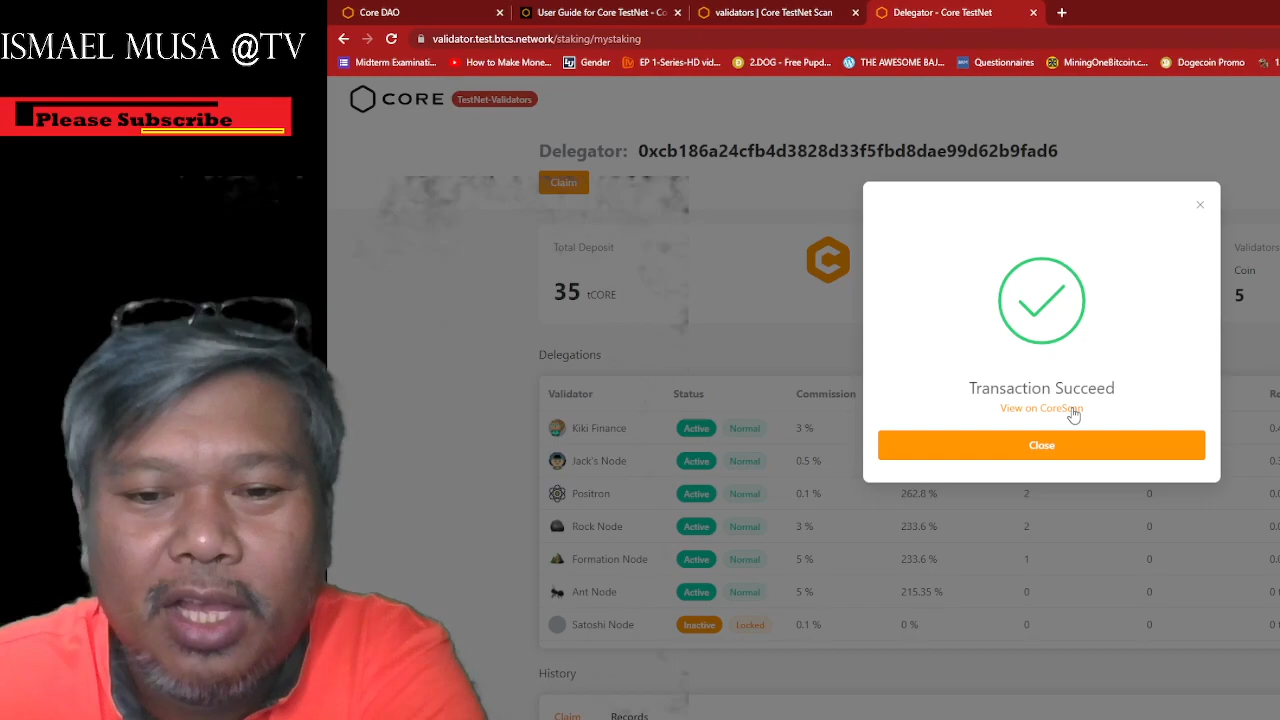 ISMAEL MUSA @TV
Please Subscribe
Core DAO
User Guide for Core TestNet - Co
validators | Core TestNet Scan
Delegator - Core TestNet
validator.test.btcs.network/staking/mystaking
Midterm Examinati...
How to Make Mone...
Gender
EP 1-Series-HD vid...
2.DOG - Free Pupd...
THE AWESOME BAJ...
Questionnaires
MiningOneBitcoin.c...
Dogecoin Promo
CORE TestNet-Validators
Delegator: 0xcb186a24cfb4d3828d33f5fbd8dae99d62b9fad6
Claim
Total Deposit
35 tCORE
Validators
Coin
5
Transaction Succeed
View on CoreScan
Close
Delegations
Validator Status Commission
Kiki Finance Active Normal 3 %
Jack's Node Active Normal 0.5 %
Positron Active Normal 0.1 % 262.8 % 2 0
Rock Node Active Normal 3 % 233.6 % 2 0
Formation Node Active Normal 5 % 233.6 % 1 0
Ant Node Active Normal 5 % 215.35 % 0 0
Satoshi Node Inactive Locked 0.1 % 0 % 0 0
History
Claim Records